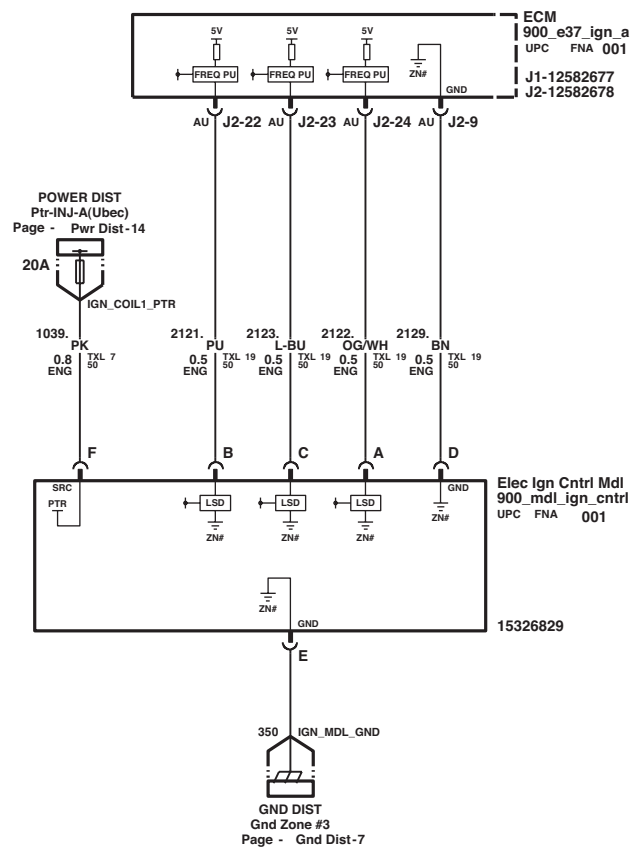 ECM
900_e37_ign_a
UPC FNA 001
5V 5V 5V
FREQ PU FREQ PU FREQ PU ZN#
GND
J1-12582677
J2-12582678
AU J2-22 AU J2-23 AU J2-24 AU J2-9
POWER DIST
Ptr-INJ-A(Ubec)
Page - Pwr Dist-14
20A
IGN_COIL1_PTR
1039. 2121. 2123. 2122. 2129.
PK PU L-BU OG/WH BN
0.8 TXL 7 0.5 TXL 19 0.5 TXL 19 0.5 TXL 19 0.5 TXL 19
ENG 50 ENG 50 ENG 50 ENG 50 ENG 50
F B C A D
Elec Ign Cntrl Mdl
900_mdl_ign_cntrl
UPC FNA 001
SRC GND
PTR LSD LSD LSD
ZN# ZN# ZN# ZN#
ZN#
GND
15326829
E
350 IGN_MDL_GND
GND DIST
Gnd Zone #3
Page - Gnd Dist-7